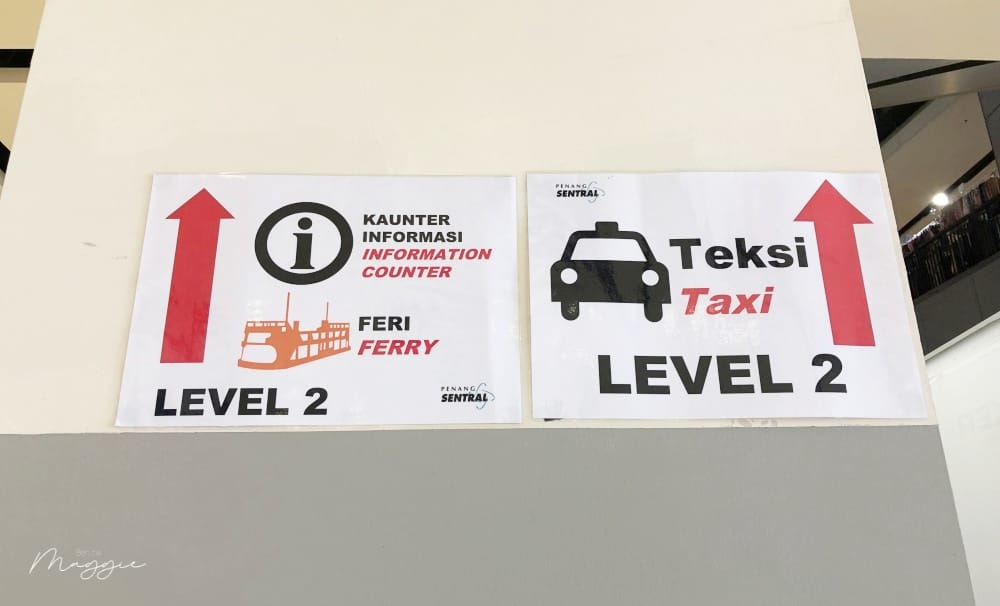 KAUNTER
INFORMASI
INFORMATION
COUNTER
FERI
FERRY
LEVEL 2
PENANG
SENTRAL
PENANG
SENTRAL
Teksi
Taxi
LEVEL 2
Maggie